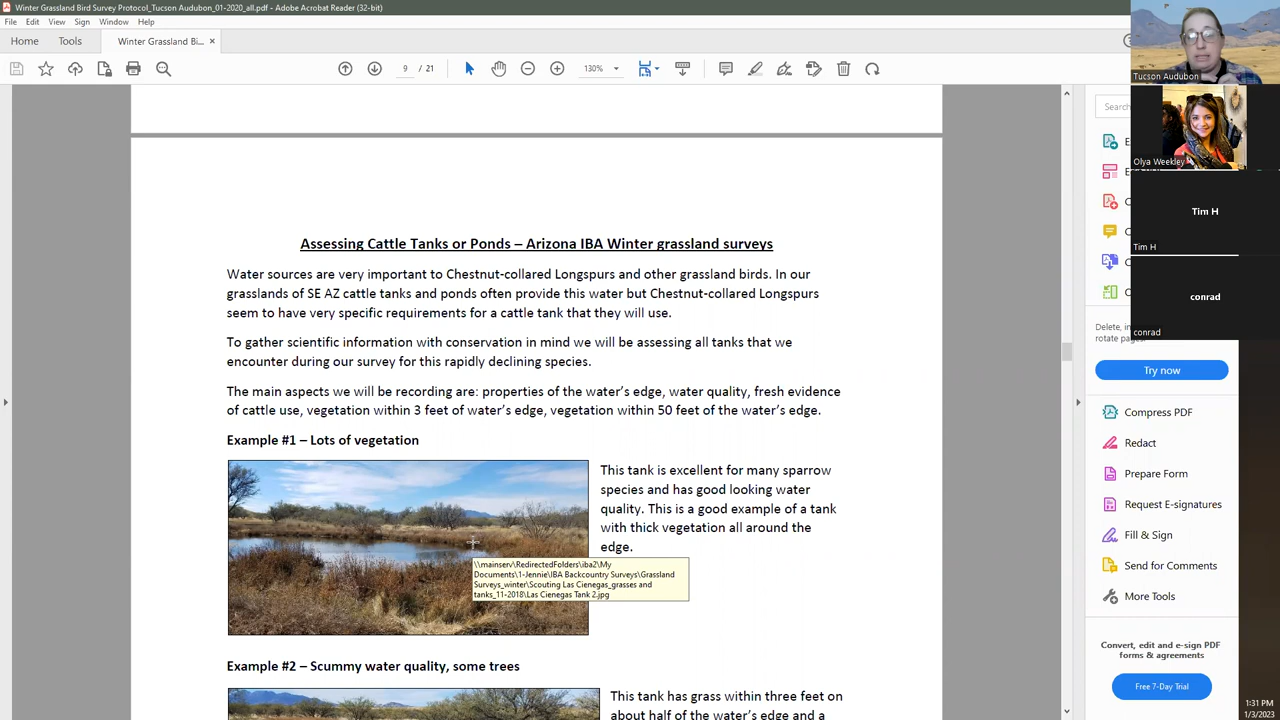 Winter Grassland Bird Survey Protocol_Tucson Audubon_01-2020_all.pdf - Adobe Acrobat Reader (32-bit)
File Edit View Sign Window Help
Home Tools Winter Grassland Bi... ×
9 / 21 130%
Assessing Cattle Tanks or Ponds – Arizona IBA Winter grassland surveys
Water sources are very important to Chestnut-collared Longspurs and other grassland birds. In our
grasslands of SE AZ cattle tanks and ponds often provide this water but Chestnut-collared Longspurs
seem to have very specific requirements for a cattle tank that they will use.
To gather scientific information with conservation in mind we will be assessing all tanks that we
encounter during our survey for this rapidly declining species.
The main aspects we will be recording are: properties of the water's edge, water quality, fresh evidence
of cattle use, vegetation within 3 feet of water's edge, vegetation within 50 feet of the water's edge.
Example #1 – Lots of vegetation
This tank is excellent for many sparrow
species and has good looking water
quality. This is a good example of a tank
with thick vegetation all around the
edge.
\\mainserv\RedirectedFolders\iba2\My
Documents\1-Jennie\IBA Backcountry Surveys\Grassland
Surveys_winter\Scouting Las Cienegas_grasses and
tanks_11-2018\Las Cienegas Tank 2.jpg
Example #2 – Scummy water quality, some trees
This tank has grass within three feet on
about half of the water's edge and a
Tucson Audubon
Olya Weekley
Tim H
Tim H
conrad
conrad
Search
Delete, in
rotate pages.
Try now
Compress PDF
Redact
Prepare Form
Request E-signatures
Fill & Sign
Send for Comments
More Tools
Convert, edit and e-sign PDF
forms & agreements
Free 7-Day Trial
1:31 PM
1/3/2023